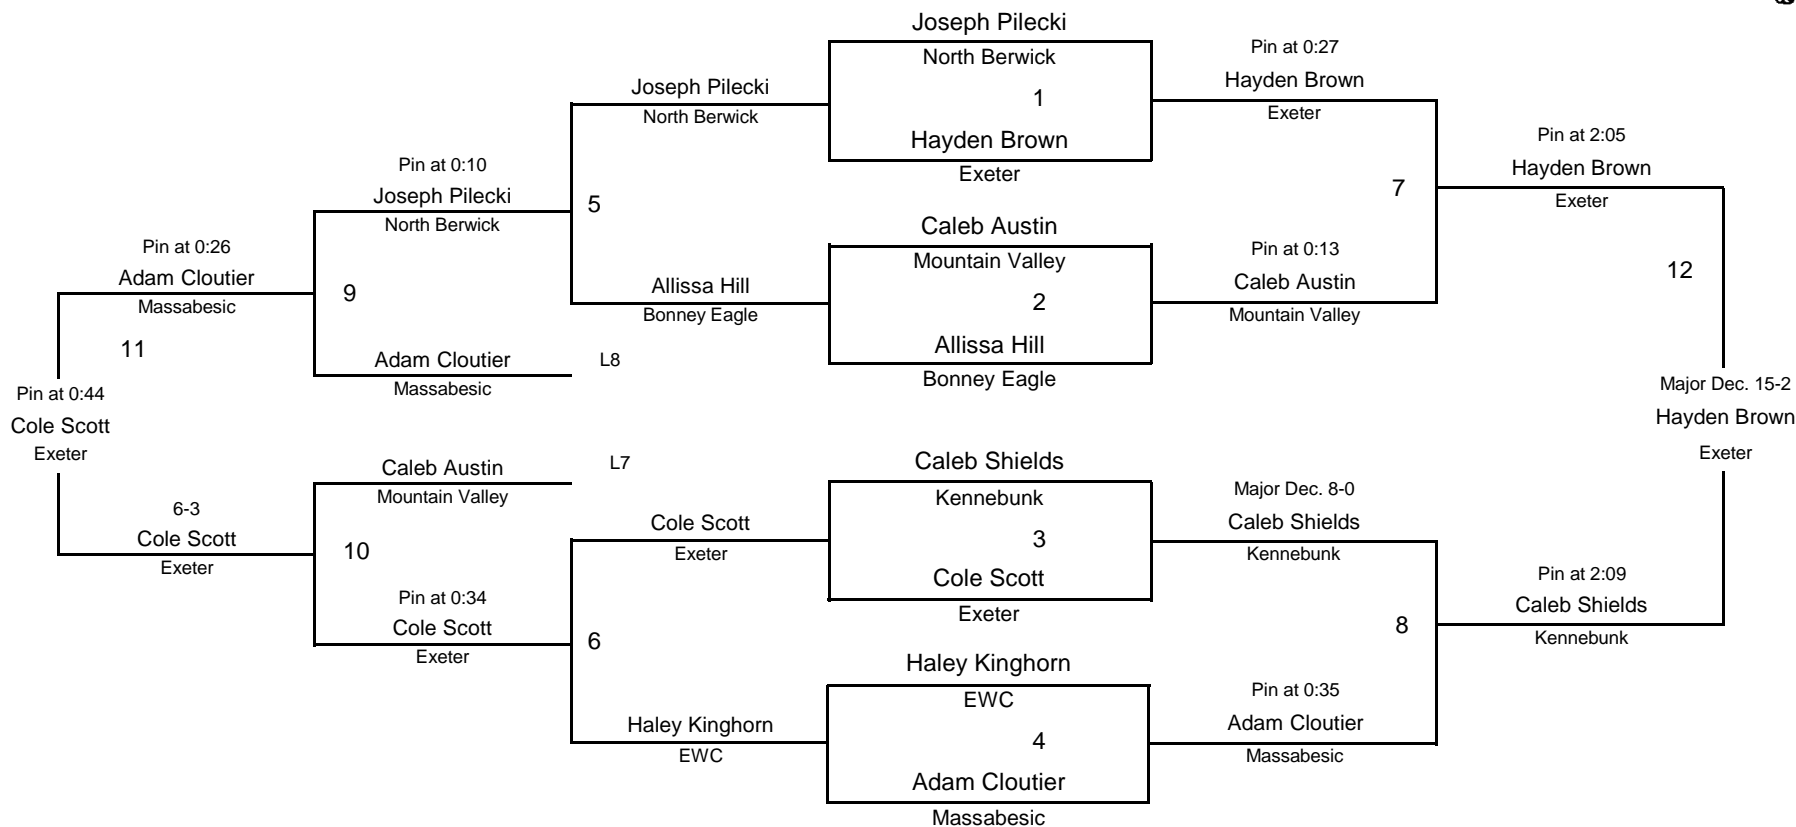 Joseph Pilecki
North Berwick
1
Hayden Brown
Exeter
Pin at 0:27
Hayden Brown
Exeter
Joseph Pilecki
North Berwick
Pin at 2:05
Hayden Brown
Exeter
Pin at 0:10
Joseph Pilecki
North Berwick
5
7
Caleb Austin
Mountain Valley
2
Allissa Hill
Bonney Eagle
Pin at 0:13
Caleb Austin
Mountain Valley
Allissa Hill
Bonney Eagle
12
Pin at 0:26
Adam Cloutier
Massabesic
9
11
Adam Cloutier
Massabesic
L8
Pin at 0:44
Cole Scott
Exeter
Major Dec. 15-2
Hayden Brown
Exeter
Caleb Austin
Mountain Valley
L7
Caleb Shields
Kennebunk
3
Cole Scott
Exeter
Major Dec. 8-0
Caleb Shields
Kennebunk
Cole Scott
Exeter
6-3
Cole Scott
Exeter
10
Pin at 0:34
Cole Scott
Exeter
6
8
Pin at 2:09
Caleb Shields
Kennebunk
Haley Kinghorn
EWC
4
Adam Cloutier
Massabesic
Pin at 0:35
Adam Cloutier
Massabesic
Haley Kinghorn
EWC